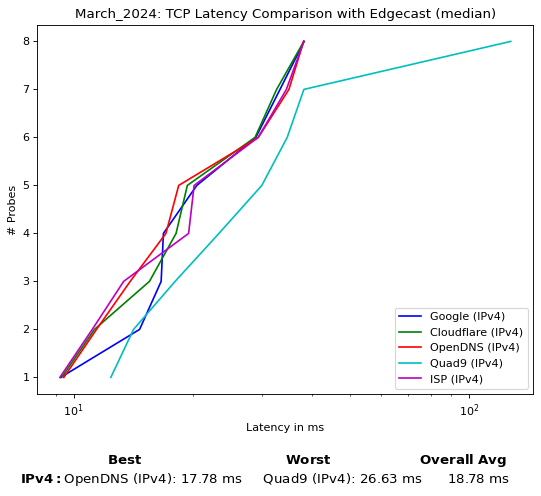 March_2024: TCP Latency Comparison with Edgecast (median)
8
7
6
5
4
3
2
1
# Probes
10¹
10²
Latency in ms
Google (IPv4)
Cloudflare (IPv4)
OpenDNS (IPv4)
Quad9 (IPv4)
ISP (IPv4)
Best Worst Overall Avg
IPv4: OpenDNS (IPv4): 17.78 ms Quad9 (IPv4): 26.63 ms 18.78 ms